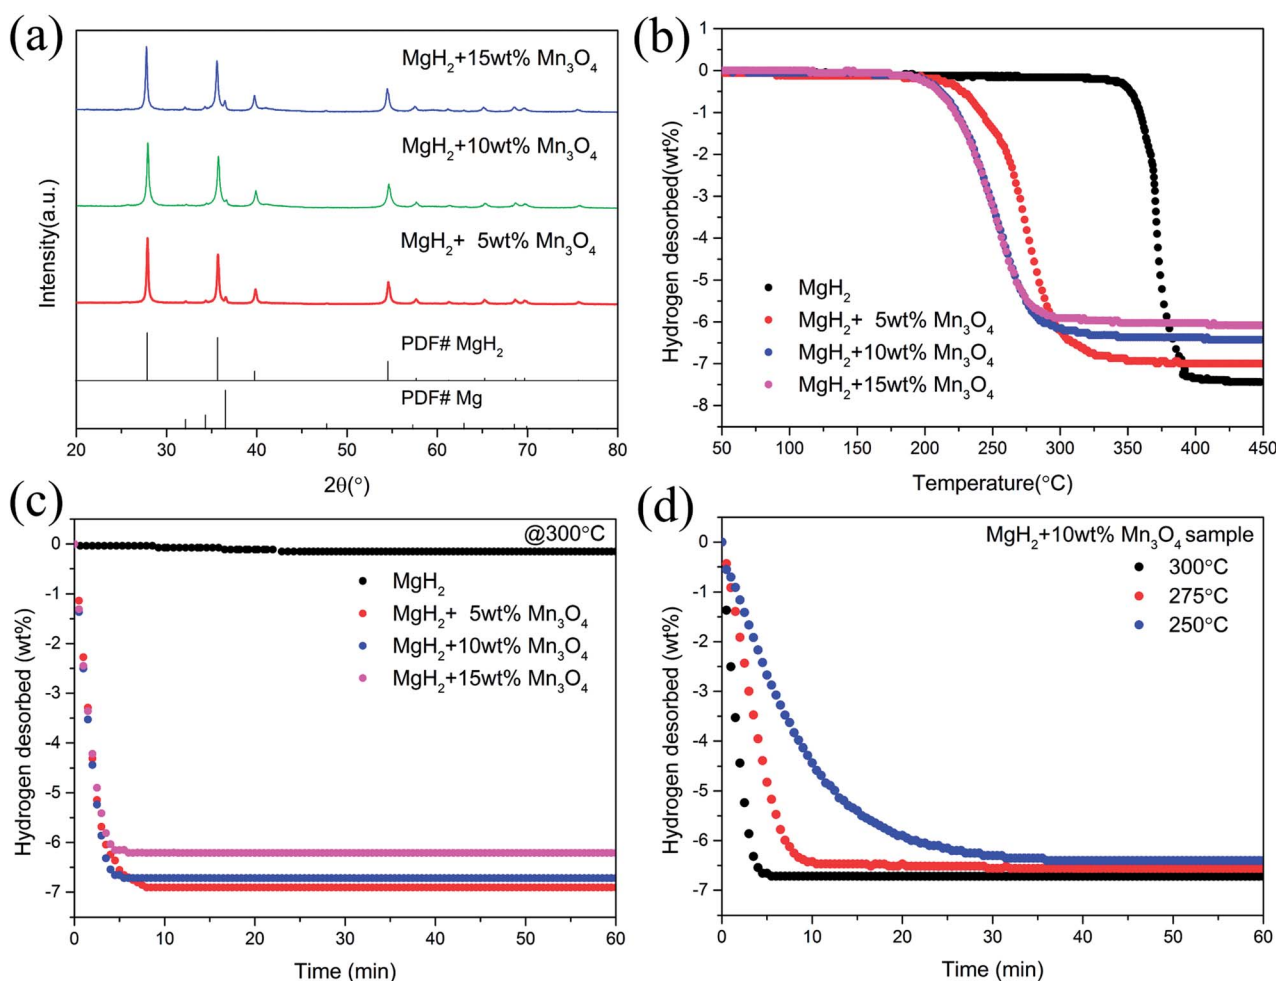 (a)
MgH₂+15wt% Mn₃O₄
MgH₂+10wt% Mn₃O₄
MgH₂+ 5wt% Mn₃O₄
PDF# MgH₂
PDF# Mg
Intensity(a.u.)
20 30 40 50 60 70 80
2θ(°)
(b)
0
-1
-2
-3
-4
-5
-6
-7
-8
Hydrogen desorbed(wt%)
MgH₂
MgH₂+ 5wt% Mn₃O₄
MgH₂+10wt% Mn₃O₄
MgH₂+15wt% Mn₃O₄
50 100 150 200 250 300 350 400 450
Temperature(°C)
(c)
@300°C
0
-1
-2
-3
-4
-5
-6
-7
Hydrogen desorbed (wt%)
MgH₂
MgH₂+ 5wt% Mn₃O₄
MgH₂+10wt% Mn₃O₄
MgH₂+15wt% Mn₃O₄
0 10 20 30 40 50 60
Time (min)
(d)
MgH₂+10wt% Mn₃O₄ sample
300°C
275°C
250°C
0
-1
-2
-3
-4
-5
-6
-7
Hydrogen desorbed (wt%)
0 10 20 30 40 50 60
Time (min)